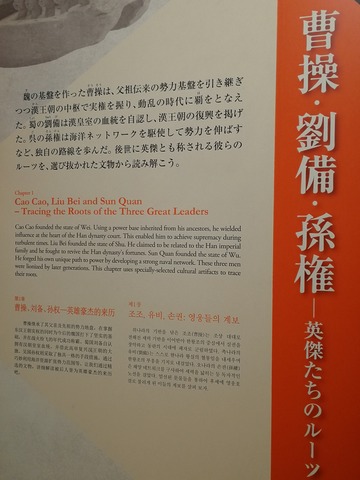 曹操・劉備・孫権―英傑たちのルーツ
魏の基盤を作った曹操は、父祖伝来の勢力基盤を引き継ぎ
つつ漢王朝の中枢で実権を握り、動乱の時代に覇をとなえ
た。蜀の劉備は漢皇室の血統を自認し、漢王朝の復興を掲げ
た。呉の孫権は海洋ネットワークを駆使して勢力を伸ばす
など、独自の路線を歩んだ。後世に英傑とも称される彼らの
ルーツを、選び抜かれた文物から読み解こう。
Chapter 1
Cao Cao, Liu Bei and Sun Quan
– Tracing the Roots of the Three Great Leaders
Cao Cao founded the state of Wei. Using a power base inherited from his ancestors, he wielded
influence at the heart of the Han dynasty court. This enabled him to achieve supremacy during
turbulent times. Liu Bei founded the state of Shu. He claimed to be related to the Han imperial
family and he fought to revive the Han dynasty's fortunes. Sun Quan founded the state of Wu.
He forged his own unique path to power by developing a strong naval network. These three men
were lionised by later generations. This chapter uses specially-selected cultural artifacts to trace
their roots.
第1章
曹操、刘备、孙权—英雄豪杰的来历
제1장
조조, 유비, 손권: 영웅들의 계보